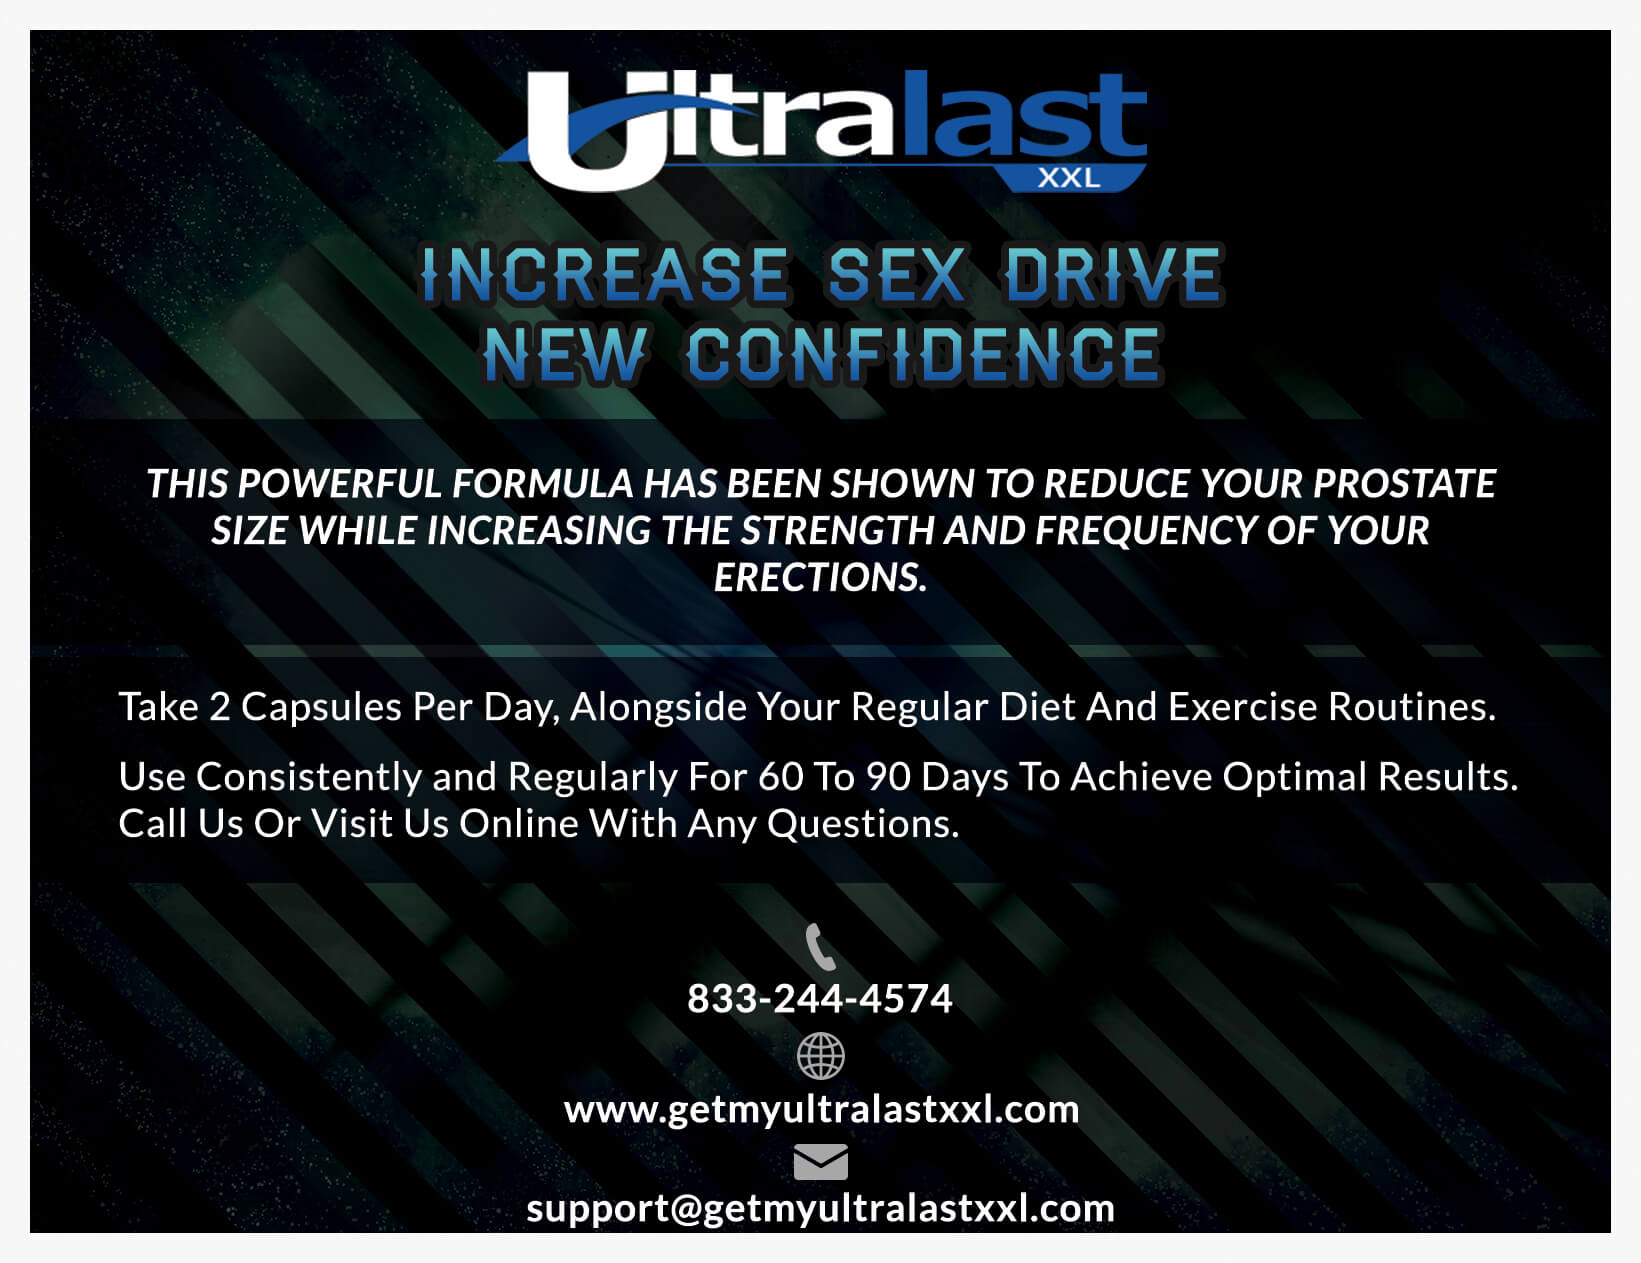 Ultralast
XXL
INCREASE SEX DRIVE
NEW CONFIDENCE
THIS POWERFUL FORMULA HAS BEEN SHOWN TO REDUCE YOUR PROSTATE
SIZE WHILE INCREASING THE STRENGTH AND FREQUENCY OF YOUR
ERECTIONS.
Take 2 Capsules Per Day, Alongside Your Regular Diet And Exercise Routines.
Use Consistently and Regularly For 60 To 90 Days To Achieve Optimal Results.
Call Us Or Visit Us Online With Any Questions.
833-244-4574
www.getmyultralastxxl.com
support@getmyultralastxxl.com